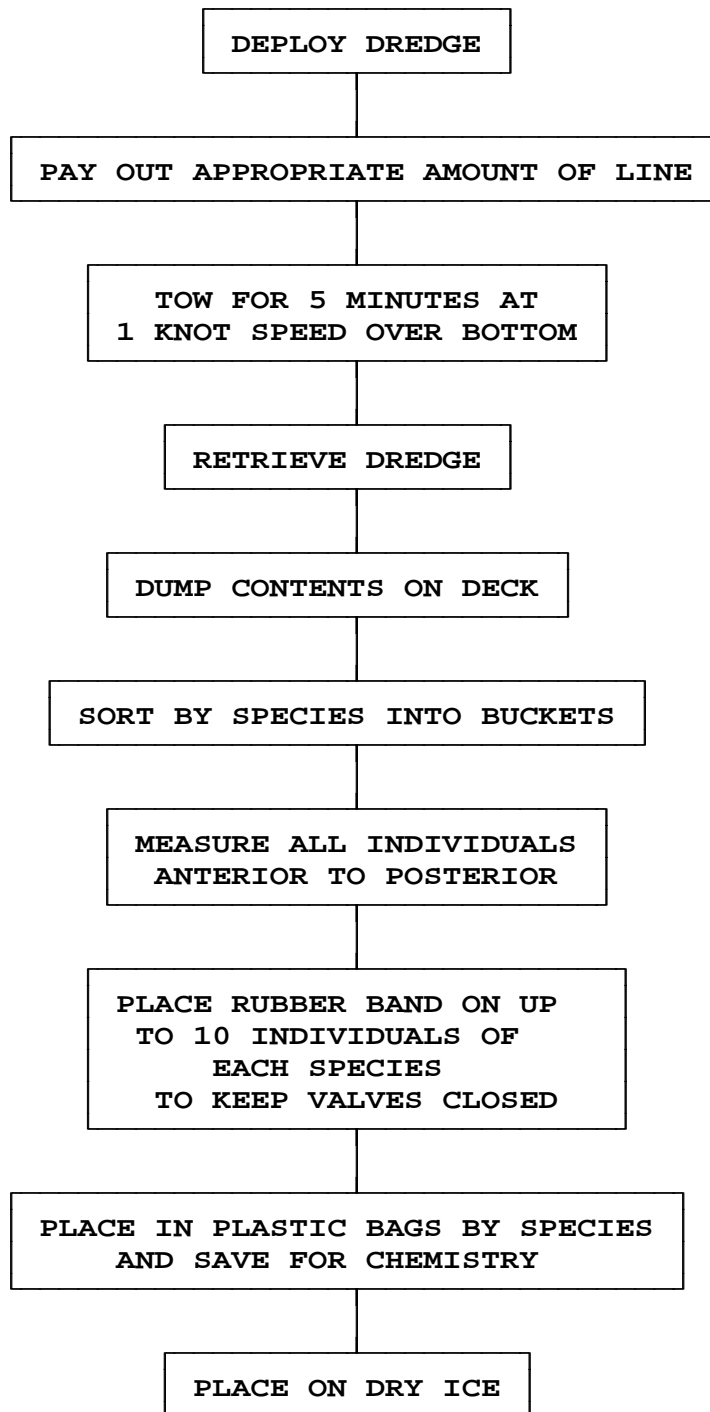 DEPLOY DREDGE
PAY OUT APPROPRIATE AMOUNT OF LINE
TOW FOR 5 MINUTES AT
1 KNOT SPEED OVER BOTTOM
RETRIEVE DREDGE
DUMP CONTENTS ON DECK
SORT BY SPECIES INTO BUCKETS
MEASURE ALL INDIVIDUALS
ANTERIOR TO POSTERIOR
PLACE RUBBER BAND ON UP
TO 10 INDIVIDUALS OF
EACH SPECIES
TO KEEP VALVES CLOSED
PLACE IN PLASTIC BAGS BY SPECIES
AND SAVE FOR CHEMISTRY
PLACE ON DRY ICE